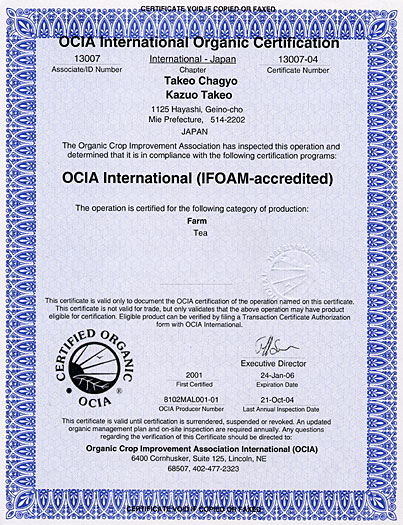 CERTIFICATE VOID IF COPIED OR FAXED
OCIA International Organic Certification
13007 International - Japan 13007-04
Associate/ID Number Chapter Certificate Number
Takeo Chagyo
Kazuo Takeo
1125 Hayashi, Geino-cho
Mie Prefecture, 514-2202
JAPAN
The Organic Crop Improvement Association has inspected this operation and
determined that it is in compliance with the following certification programs:
OCIA International (IFOAM-accredited)
The operation is certified for the following category of production:
Farm
Tea
This certificate is valid only to document the OCIA certification of the operation named on this certificate.
This certificate is not valid for trade, but only validates that the above operation may have product
eligible for certification. Eligible product can be verified by filing a Transaction Certificate Authorization
form with OCIA International.
CERTIFIED ORGANIC
• OCIA •
®
Executive Director
2001 24-Jan-06
First Certified Expiration Date
8102MAL001-01 21-Oct-04
OCIA Producer Number Last Annual Inspection Date
This certificate is valid until certification is surrendered, suspended or revoked. An updated
organic management plan and on-site inspection are required annually. Any questions
regarding the verification of this Certificate should be directed to:
Organic Crop Improvement Association International (OCIA)
6400 Cornhusker, Suite 125, Lincoln, NE
68507, 402-477-2323
CERTIFICATE VOID IF COPIED OR FAXED